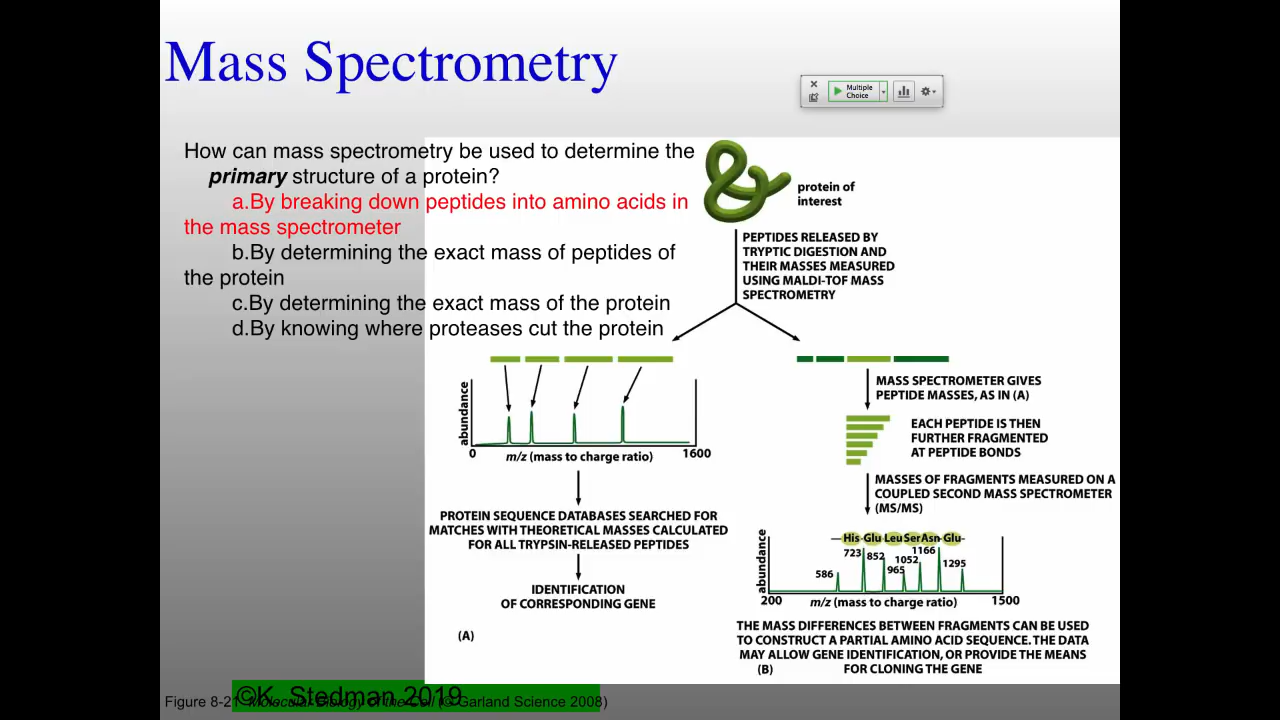 Mass Spectrometry
Multiple
Choice
How can mass spectrometry be used to determine the
primary structure of a protein?
a.By breaking down peptides into amino acids in
the mass spectrometer
b.By determining the exact mass of peptides of
the protein
c.By determining the exact mass of the protein
d.By knowing where proteases cut the protein
protein of
interest
PEPTIDES RELEASED BY
TRYPTIC DIGESTION AND
THEIR MASSES MEASURED
USING MALDI-TOF MASS
SPECTROMETRY
abundance
0
m/z (mass to charge ratio)
1600
PROTEIN SEQUENCE DATABASES SEARCHED FOR
MATCHES WITH THEORETICAL MASSES CALCULATED
FOR ALL TRYPSIN-RELEASED PEPTIDES
IDENTIFICATION
OF CORRESPONDING GENE
(A)
MASS SPECTROMETER GIVES
PEPTIDE MASSES, AS IN (A)
EACH PEPTIDE IS THEN
FURTHER FRAGMENTED
AT PEPTIDE BONDS
MASSES OF FRAGMENTS MEASURED ON A
COUPLED SECOND MASS SPECTROMETER
(MS/MS)
abundance
His Glu Leu Ser Asn Glu
586
723
852
965
1052
1166
1295
200
m/z (mass to charge ratio)
1500
THE MASS DIFFERENCES BETWEEN FRAGMENTS CAN BE USED
TO CONSTRUCT A PARTIAL AMINO ACID SEQUENCE. THE DATA
MAY ALLOW GENE IDENTIFICATION, OR PROVIDE THE MEANS
FOR CLONING THE GENE
(B)
©K. Stedman 2019
Figure 8-21 Molecular Biology of the Cell (© Garland Science 2008)